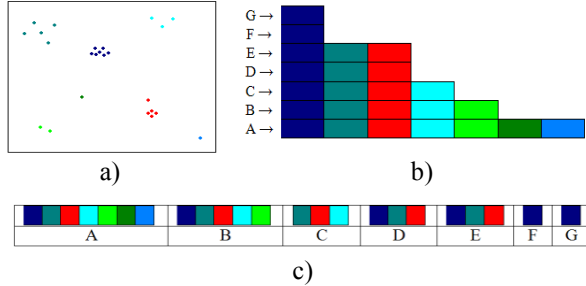 G →
F →
E →
D →
C →
B →
A →
a)
b)
A B C D E F G
c)